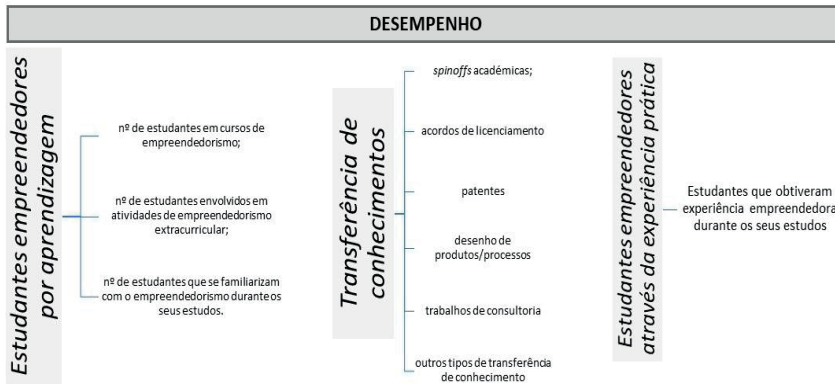 DESEMPENHO
Estudantes empreendedores
por aprendizagem
nº de estudantes em cursos de
empreendedorismo;
nº de estudantes envolvidos em
atividades de empreendedorismo
extracurricular;
nº de estudantes que se familiarizam
com o empreendedorismo durante os
seus estudos.
Transferência de
conhecimentos
spinoffs académicas;
acordos de licenciamento
patentes
desenho de
produtos/processos
trabalhos de consultoria
outros tipos de transferência
de conhecimento
Estudantes empreendedores
através da experiência prática
Estudantes que obtiveram
experiência empreendedora
durante os seus estudos